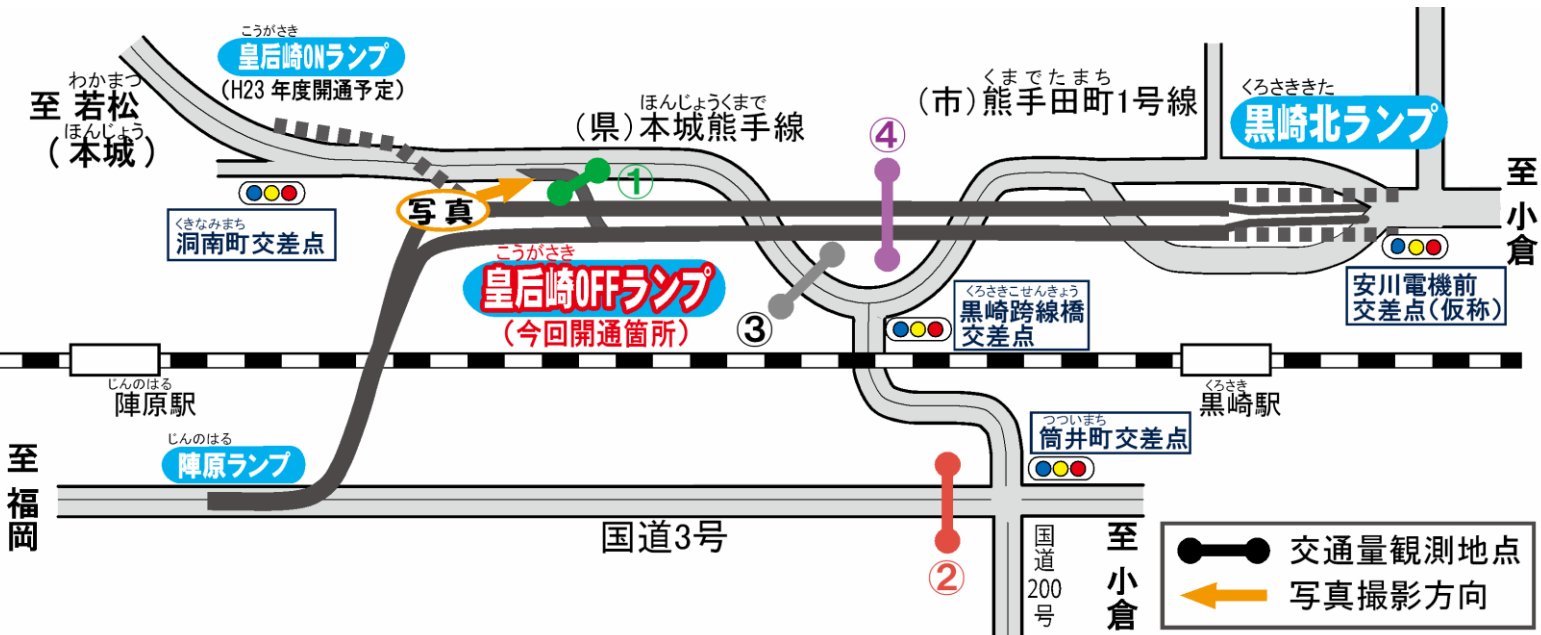 こうがさき
皇后崎ONランプ
(H23年度開通予定)
わかまつ
至 若松
ほんじょう
(本城)
ほんじょうくまで
(県)本城熊手線
くまでたまち
(市)熊手田町1号線
くろさききた
黒崎北ランプ
④
①
写真
至小倉
くきなみまち
洞南町交差点
こうがさき
皇后崎OFFランプ
(今回開通箇所)
③
くろさきこせんきょう
黒崎跨線橋
交差点
安川電機前
交差点(仮称)
じんのはる
陣原駅
くろさき
黒崎駅
つついまち
筒井町交差点
じんのはる
陣原ランプ
至福岡
国道3号
②
国道200号
至小倉
交通量観測地点
写真撮影方向